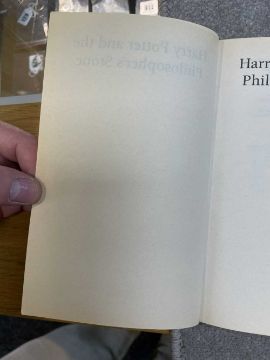 Harry Potter and the
Philosopher's Stone
Harr
Phil